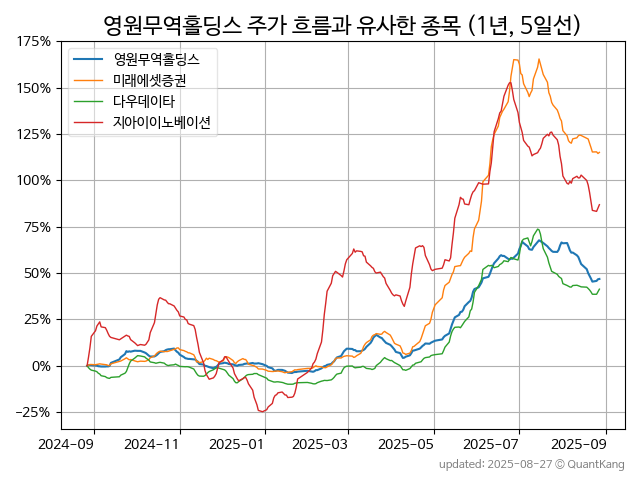 영원무역홀딩스 주가 흐름과 유사한 종목 (1년, 5일선)
175%
150%
125%
100%
75%
50%
25%
0%
−25%
영원무역홀딩스
미래에셋증권
다우데이타
지아이이노베이션
2024-09 2024-11 2025-01 2025-03 2025-05 2025-07 2025-09
updated: 2025-08-27 ⓒ QuantKang